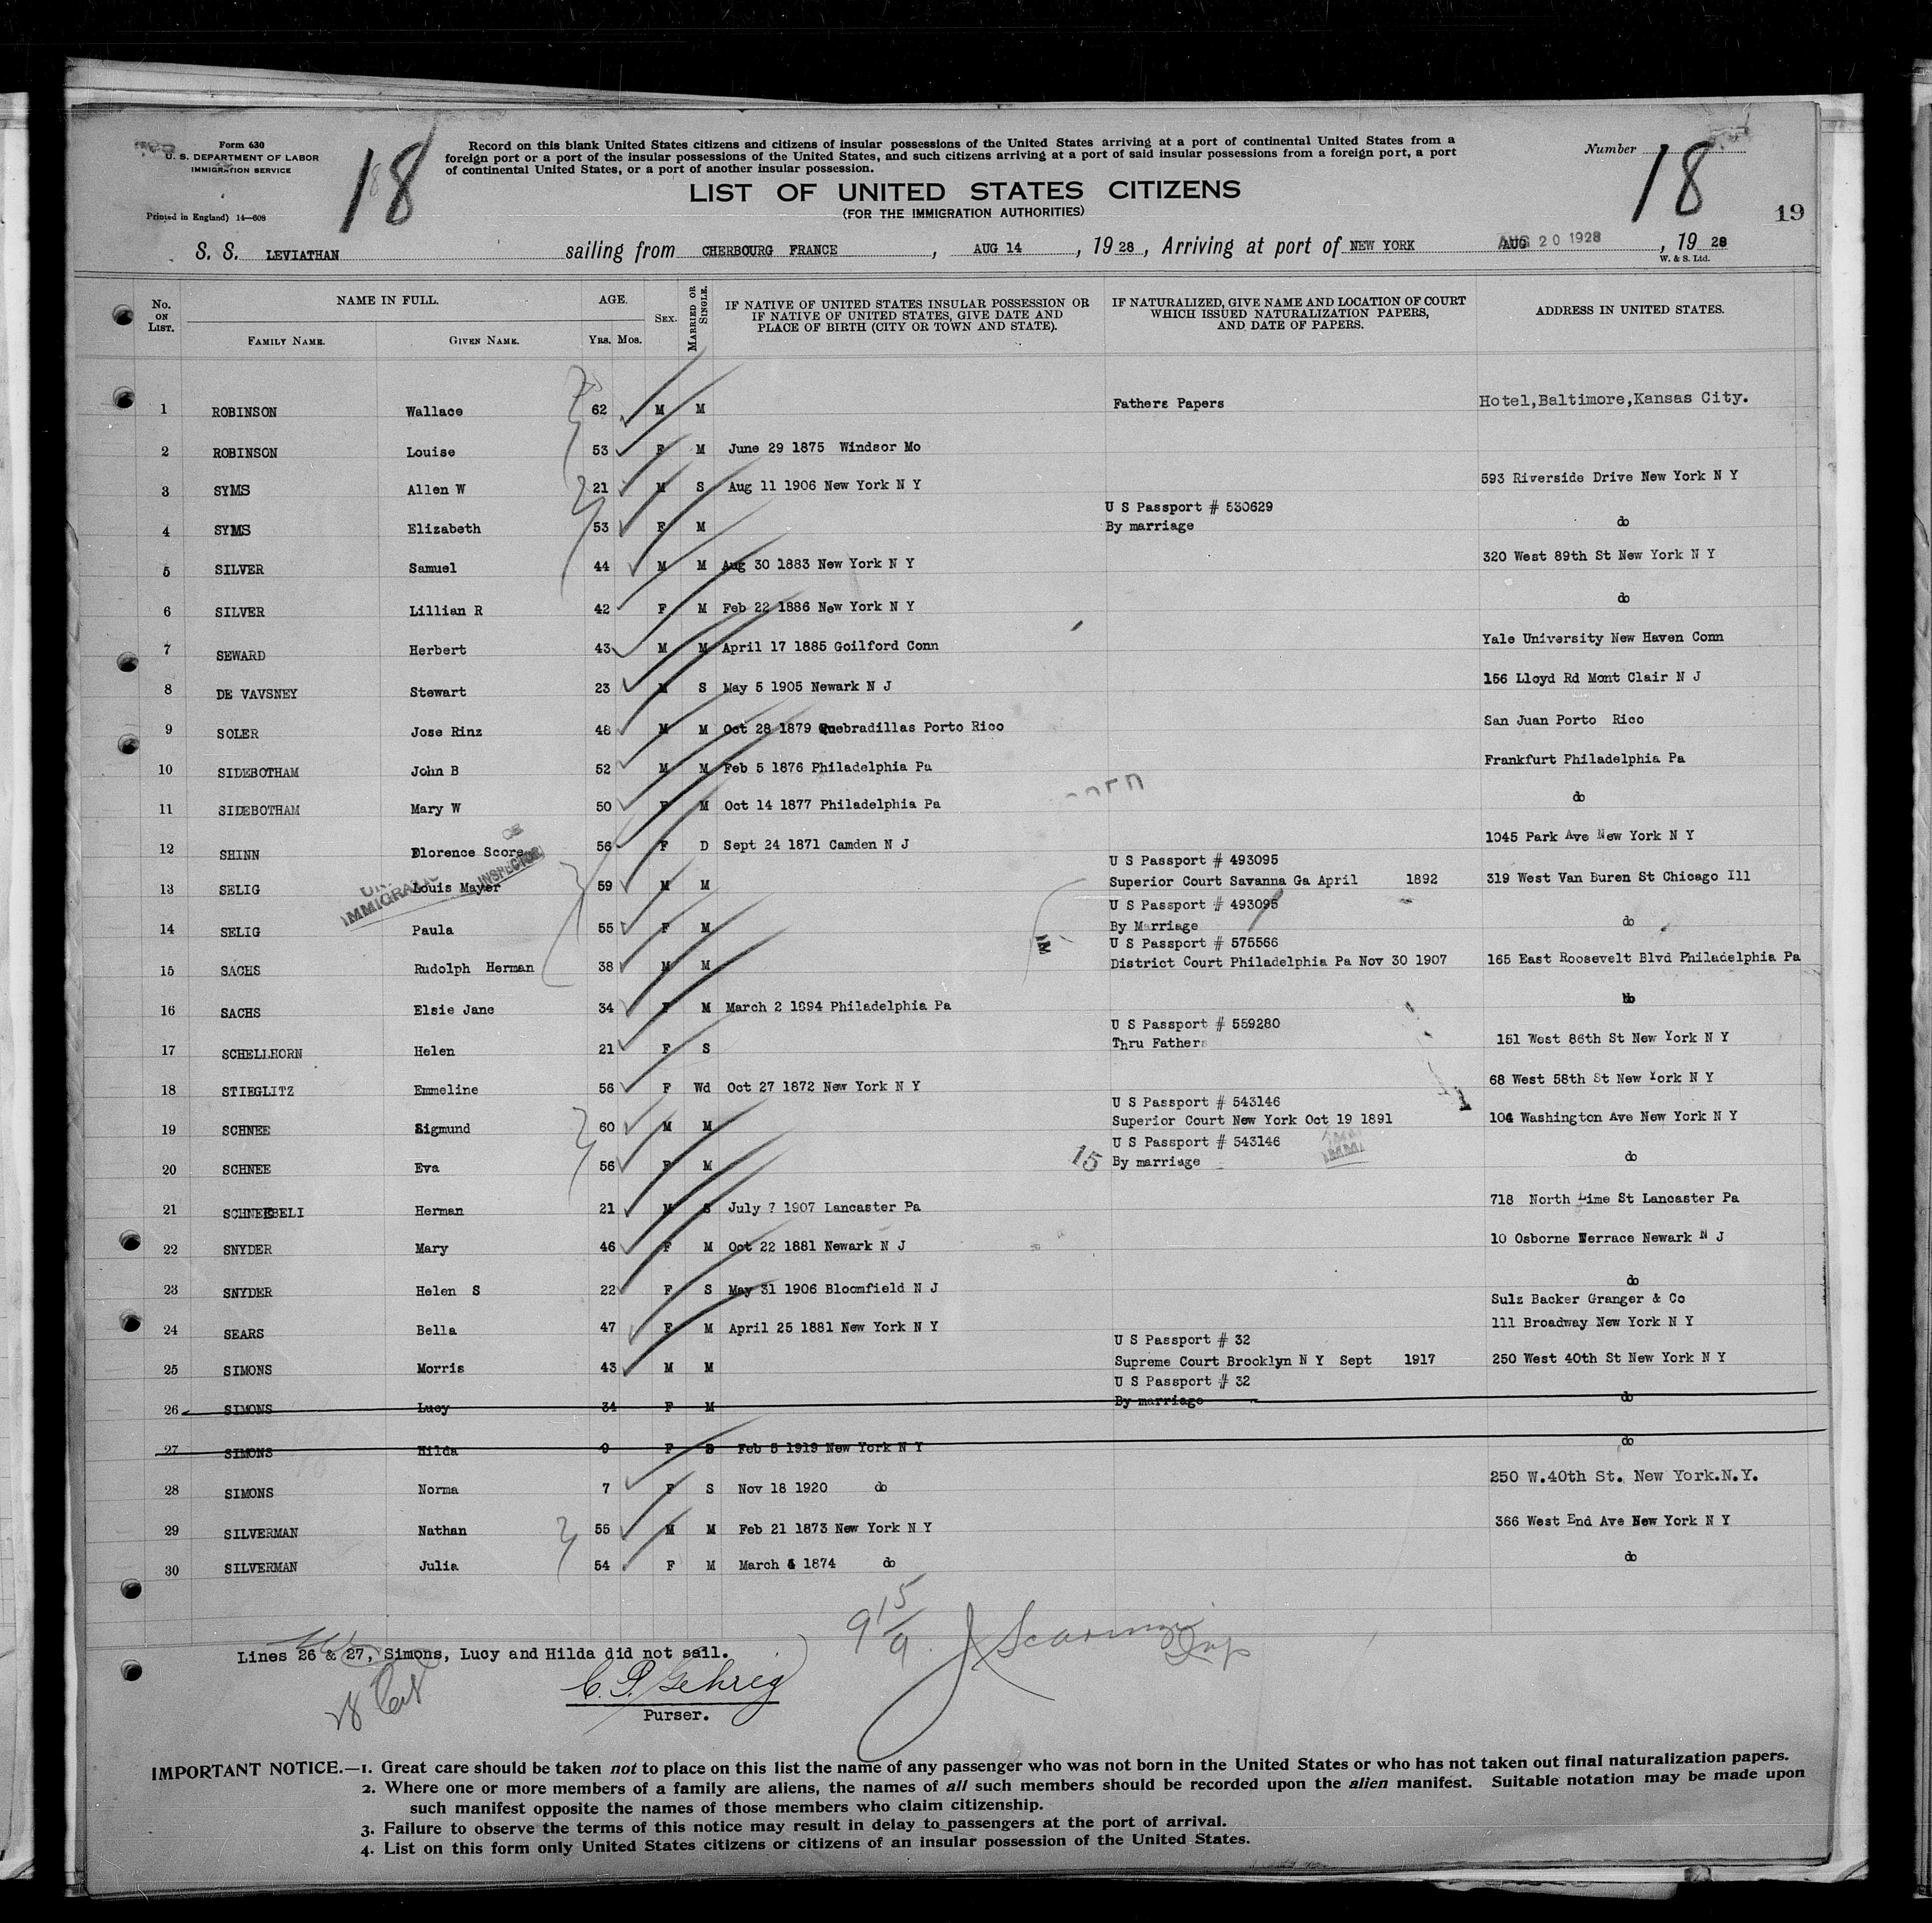 Form 630
U. S. DEPARTMENT OF LABOR
IMMIGRATION SERVICE
Printed in England) 14—608
18
Record on this blank United States citizens and citizens of insular possessions of the United States arriving at a port of continental United States from a
foreign port or a port of the insular possessions of the United States, and such citizens arriving at a port of said insular possessions from a foreign port, a port
of continental United States, or a port of another insular possession.
Number 18
19
LIST OF UNITED STATES CITIZENS
(FOR THE IMMIGRATION AUTHORITIES)
S. S. LEVIATHAN sailing from CHERBOURG FRANCE , AUG 14 , 19 28 , Arriving at port of NEW YORK AUG 20 1928 , 19 28
W. & S. Ltd.
No. ON LIST. NAME IN FULL. AGE. SEX. MARRIED OR SINGLE. IF NATIVE OF UNITED STATES INSULAR POSSESSION OR IF NATIVE OF UNITED STATES, GIVE DATE AND PLACE OF BIRTH (CITY OR TOWN AND STATE). IF NATURALIZED, GIVE NAME AND LOCATION OF COURT WHICH ISSUED NATURALIZATION PAPERS, AND DATE OF PAPERS. ADDRESS IN UNITED STATES.
FAMILY NAME. GIVEN NAME. Yrs. Mos.
1 ROBINSON Wallace 62 M M Fathers Papers Hotel,Baltimore,Kansas City.
2 ROBINSON Louise 53 F M June 29 1875 Windsor Mo
3 SYMS Allen W 21 M S Aug 11 1906 New York N Y 593 Riverside Drive New York N Y
U S Passport # 530629
4 SYMS Elizabeth 53 F M By marriage do
5 SILVER Samuel 44 M M Aug 30 1883 New York N Y 320 West 89th St New York N Y
6 SILVER Lillian R 42 F M Feb 22 1886 New York N Y do
7 SEWARD Herbert 43 M M April 17 1885 Goilford Conn Yale University New Haven Conn
8 DE VAVSNEY Stewart 23 M S May 5 1905 Newark N J 156 Lloyd Rd Mont Clair N J
9 SOLER Jose Rinz 48 M M Oct 28 1879 Quebradillas Porto Rico San Juan Porto Rico
10 SIDEBOTHAM John B 52 M M Feb 5 1876 Philadelphia Pa Frankfurt Philadelphia Pa
11 SIDEBOTHAM Mary W 50 F M Oct 14 1877 Philadelphia Pa do
12 SHINN Florence Score 56 F D Sept 24 1871 Camden N J 1045 Park Ave New York N Y
U S Passport # 493095
13 SELIG Louis Mayer 59 M M Superior Court Savanna Ga April 1892 319 West Van Buren St Chicago Ill
IMMIGRATION INSPECTOR
U S Passport # 493095
14 SELIG Paula 55 F M By Marriage do
U S Passport # 575566
15 SACHS Rudolph Herman 38 M M District Court Philadelphia Pa Nov 30 1907 165 East Roosevelt Blvd Philadelphia Pa
IM
16 SACHS Elsie Jane 34 F M March 2 1894 Philadelphia Pa
U S Passport # 559280
17 SCHELLHORN Helen 21 F S Thru Fathers 151 West 86th St New York N Y
18 STIEGLITZ Emmeline 56 F Wd Oct 27 1872 New York N Y 68 West 58th St New York N Y
U S Passport # 543146
19 SCHNEE Sigmund 60 M M Superior Court New York Oct 19 1891 104 Washington Ave New York N Y
U S Passport # 543146
20 SCHNEE Eva 56 F M 15 By marriage do
21 SCHNEEBELI Herman 21 M S July 7 1907 Lancaster Pa 718 North Lime St Lancaster Pa
22 SNYDER Mary 46 F M Oct 22 1881 Newark N J 10 Osborne Terrace Newark N J
23 SNYDER Helen S 22 F S May 31 1906 Bloomfield N J do
Sulz Backer Granger & Co
24 SEARS Bella 47 F M April 25 1881 New York N Y 111 Broadway New York N Y
U S Passport # 32
25 SIMONS Morris 43 M M Supreme Court Brooklyn N Y Sept 1917 250 West 40th St New York N Y
U S Passport # 32
26 SIMONS Lucy 34 F M By marriage do
27 SIMONS Hilda 9 F S Feb 5 1919 New York N Y do
28 SIMONS Norma 7 F S Nov 18 1920 do 250 W.40th St. New York.N.Y.
29 SILVERMAN Nathan 55 M M Feb 21 1873 New York N Y 366 West End Ave New York N Y
30 SILVERMAN Julia 54 F M March 4 1874 do do
Lines 26 & 27, Simons, Lucy and Hilda did not sail.
C. P. Gehrig
Purser.
IMPORTANT NOTICE.—1. Great care should be taken not to place on this list the name of any passenger who was not born in the United States or who has not taken out final naturalization papers.
2. Where one or more members of a family are aliens, the names of all such members should be recorded upon the alien manifest. Suitable notation may be made upon
such manifest opposite the names of those members who claim citizenship.
3. Failure to observe the terms of this notice may result in delay to passengers at the port of arrival.
4. List on this form only United States citizens or citizens of an insular possession of the United States.